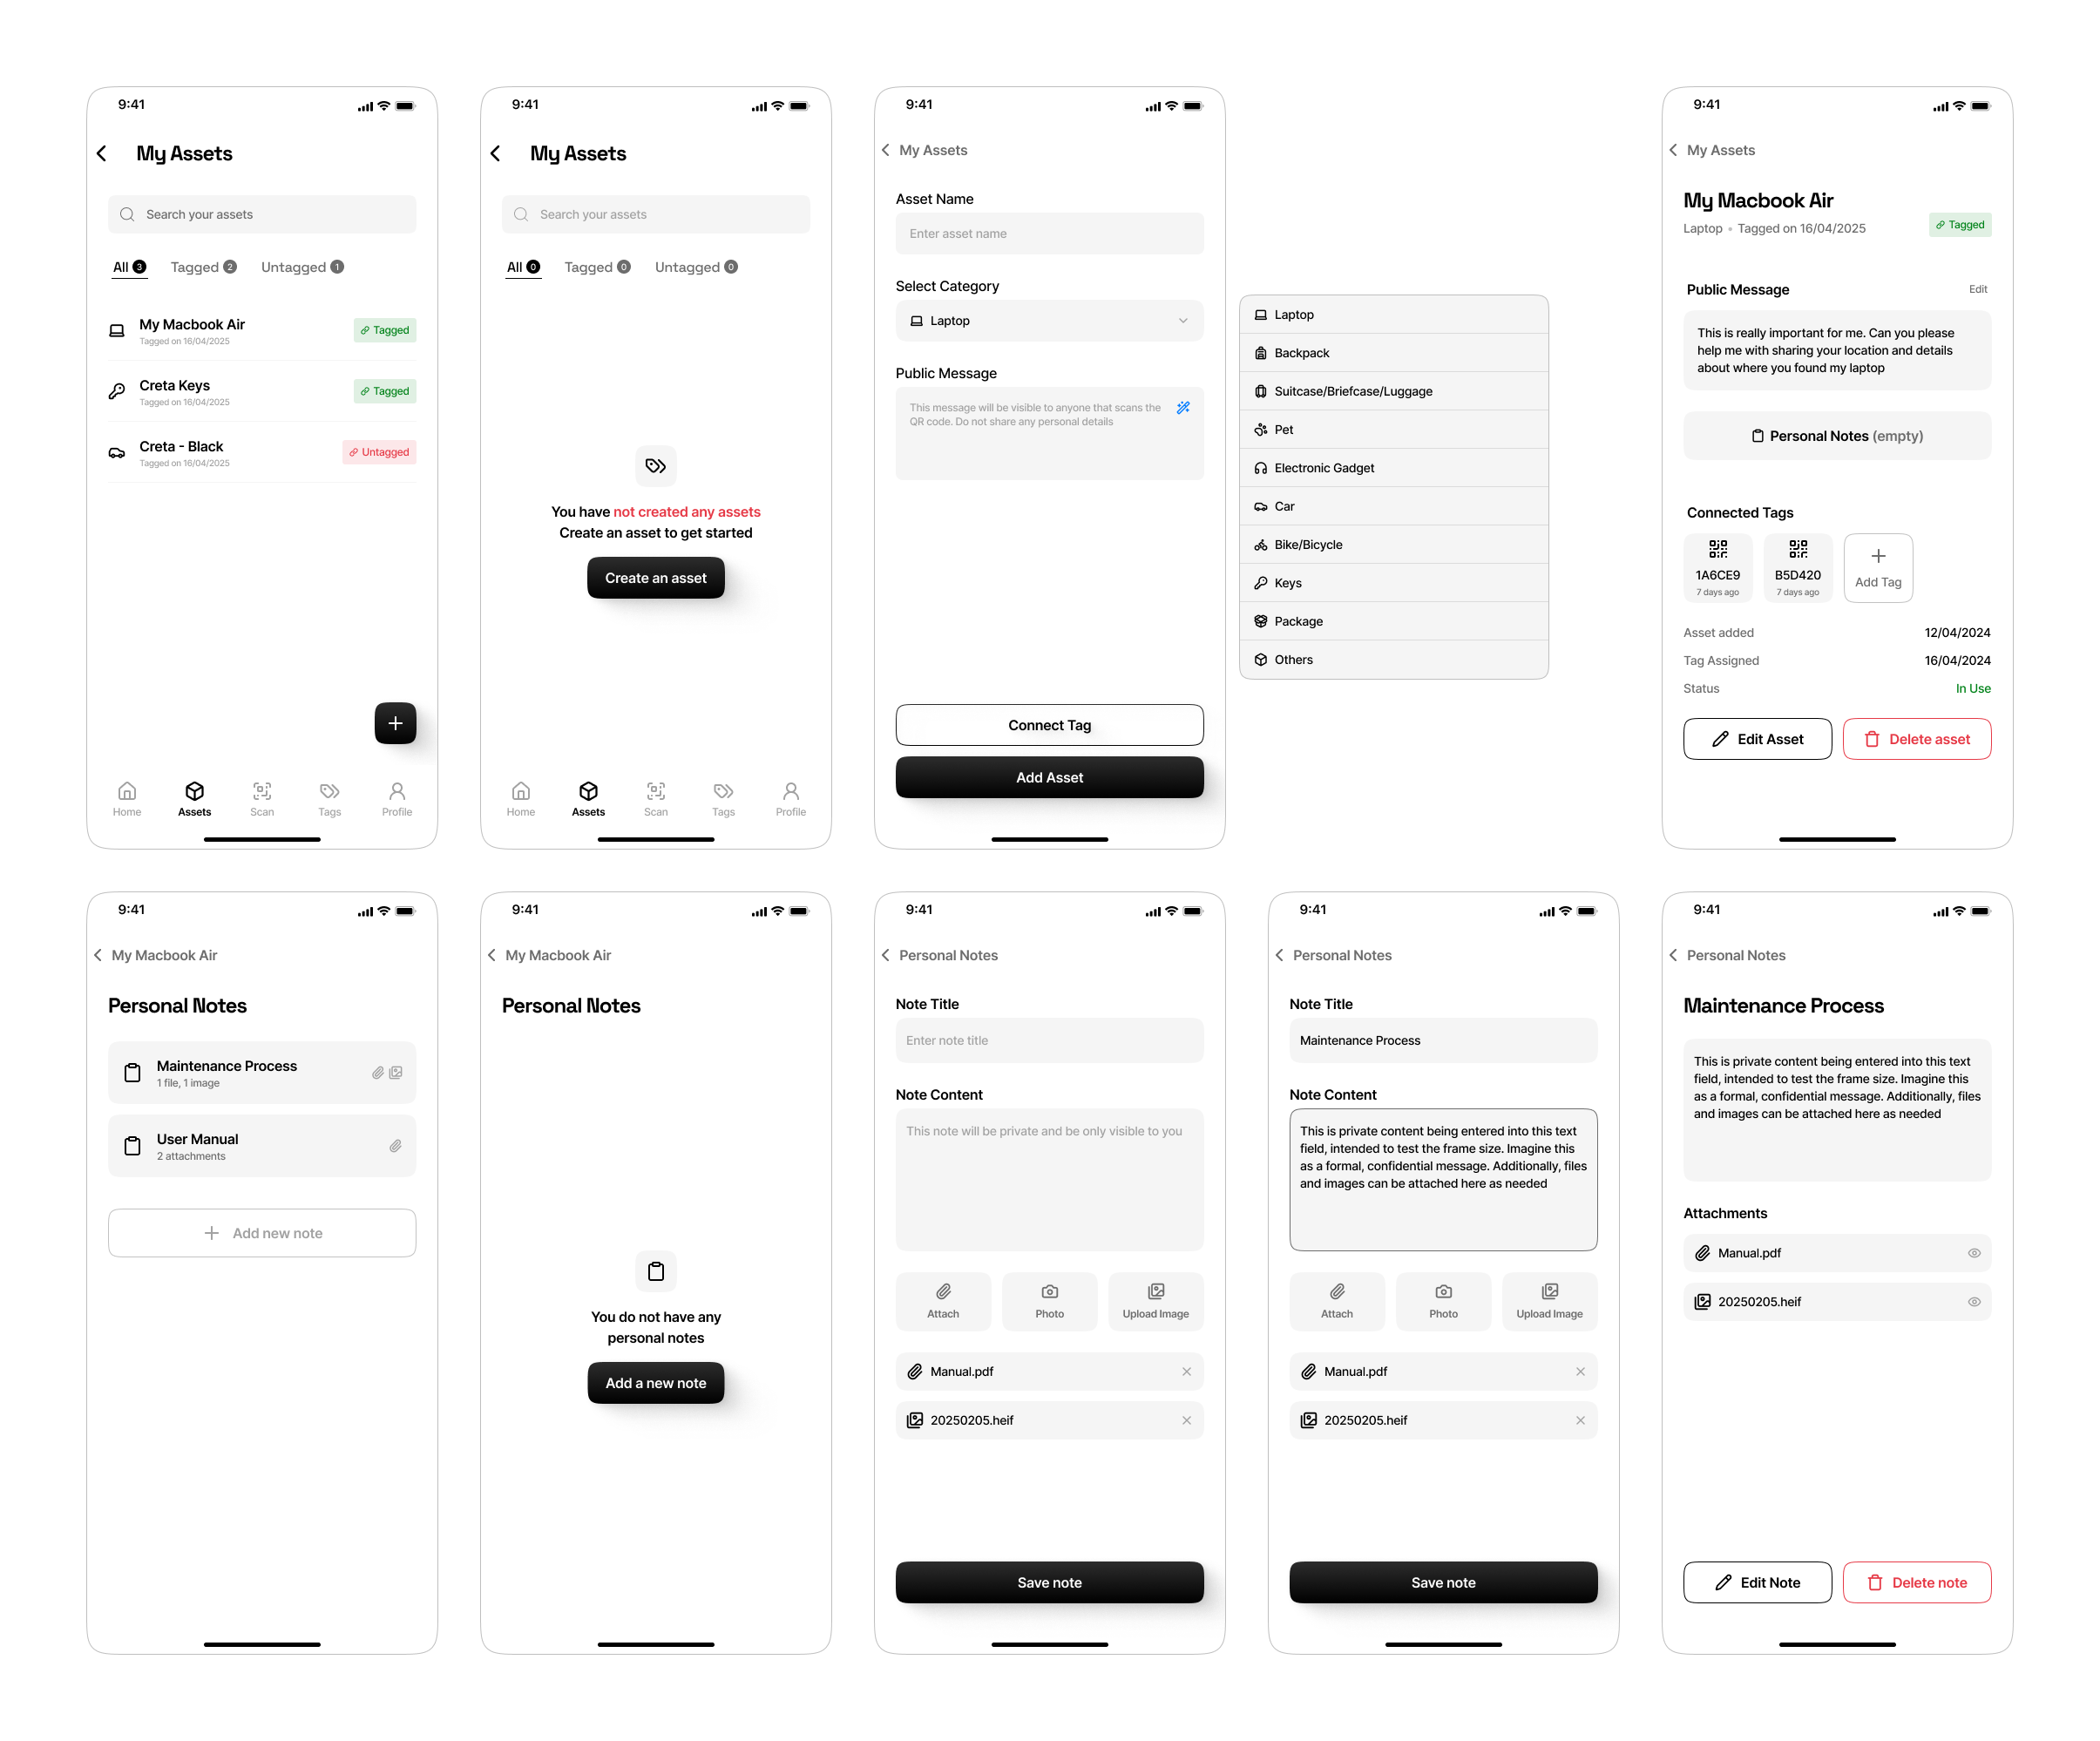 9:41
My Assets
Search your assets
All 3 Tagged 2 Untagged 1
My Macbook Air
Tagged on 16/04/2025
Tagged
Creta Keys
Tagged on 16/04/2025
Tagged
Creta - Black
Tagged on 16/04/2025
Untagged
Home Assets Scan Tags Profile
9:41
My Assets
Search your assets
All 0 Tagged 0 Untagged 0
You have not created any assets
Create an asset to get started
Create an asset
Home Assets Scan Tags Profile
9:41
My Assets
Asset Name
Enter asset name
Select Category
Laptop
Public Message
This message will be visible to anyone that scans the
QR code. Do not share any personal details
Connect Tag
Add Asset
Laptop
Backpack
Suitcase/Briefcase/Luggage
Pet
Electronic Gadget
Car
Bike/Bicycle
Keys
Package
Others
9:41
My Assets
My Macbook Air
Laptop • Tagged on 16/04/2025
Tagged
Public Message
Edit
This is really important for me. Can you please
help me with sharing your location and details
about where you found my laptop
Personal Notes (empty)
Connected Tags
1A6CE9
7 days ago
B5D420
7 days ago
Add Tag
Asset added 12/04/2024
Tag Assigned 16/04/2024
Status In Use
Edit Asset
Delete asset
9:41
My Macbook Air
Personal Notes
Maintenance Process
1 file, 1 image
User Manual
2 attachments
Add new note
9:41
My Macbook Air
Personal Notes
You do not have any
personal notes
Add a new note
9:41
Personal Notes
Note Title
Enter note title
Note Content
This note will be private and be only visible to you
Attach Photo Upload Image
Manual.pdf
20250205.heif
Save note
9:41
Personal Notes
Note Title
Maintenance Process
Note Content
This is private content being entered into this text
field, intended to test the frame size. Imagine this
as a formal, confidential message. Additionally, files
and images can be attached here as needed
Attach Photo Upload Image
Manual.pdf
20250205.heif
Save note
9:41
Personal Notes
Maintenance Process
This is private content being entered into this text
field, intended to test the frame size. Imagine this
as a formal, confidential message. Additionally, files
and images can be attached here as needed
Attachments
Manual.pdf
20250205.heif
Edit Note
Delete note